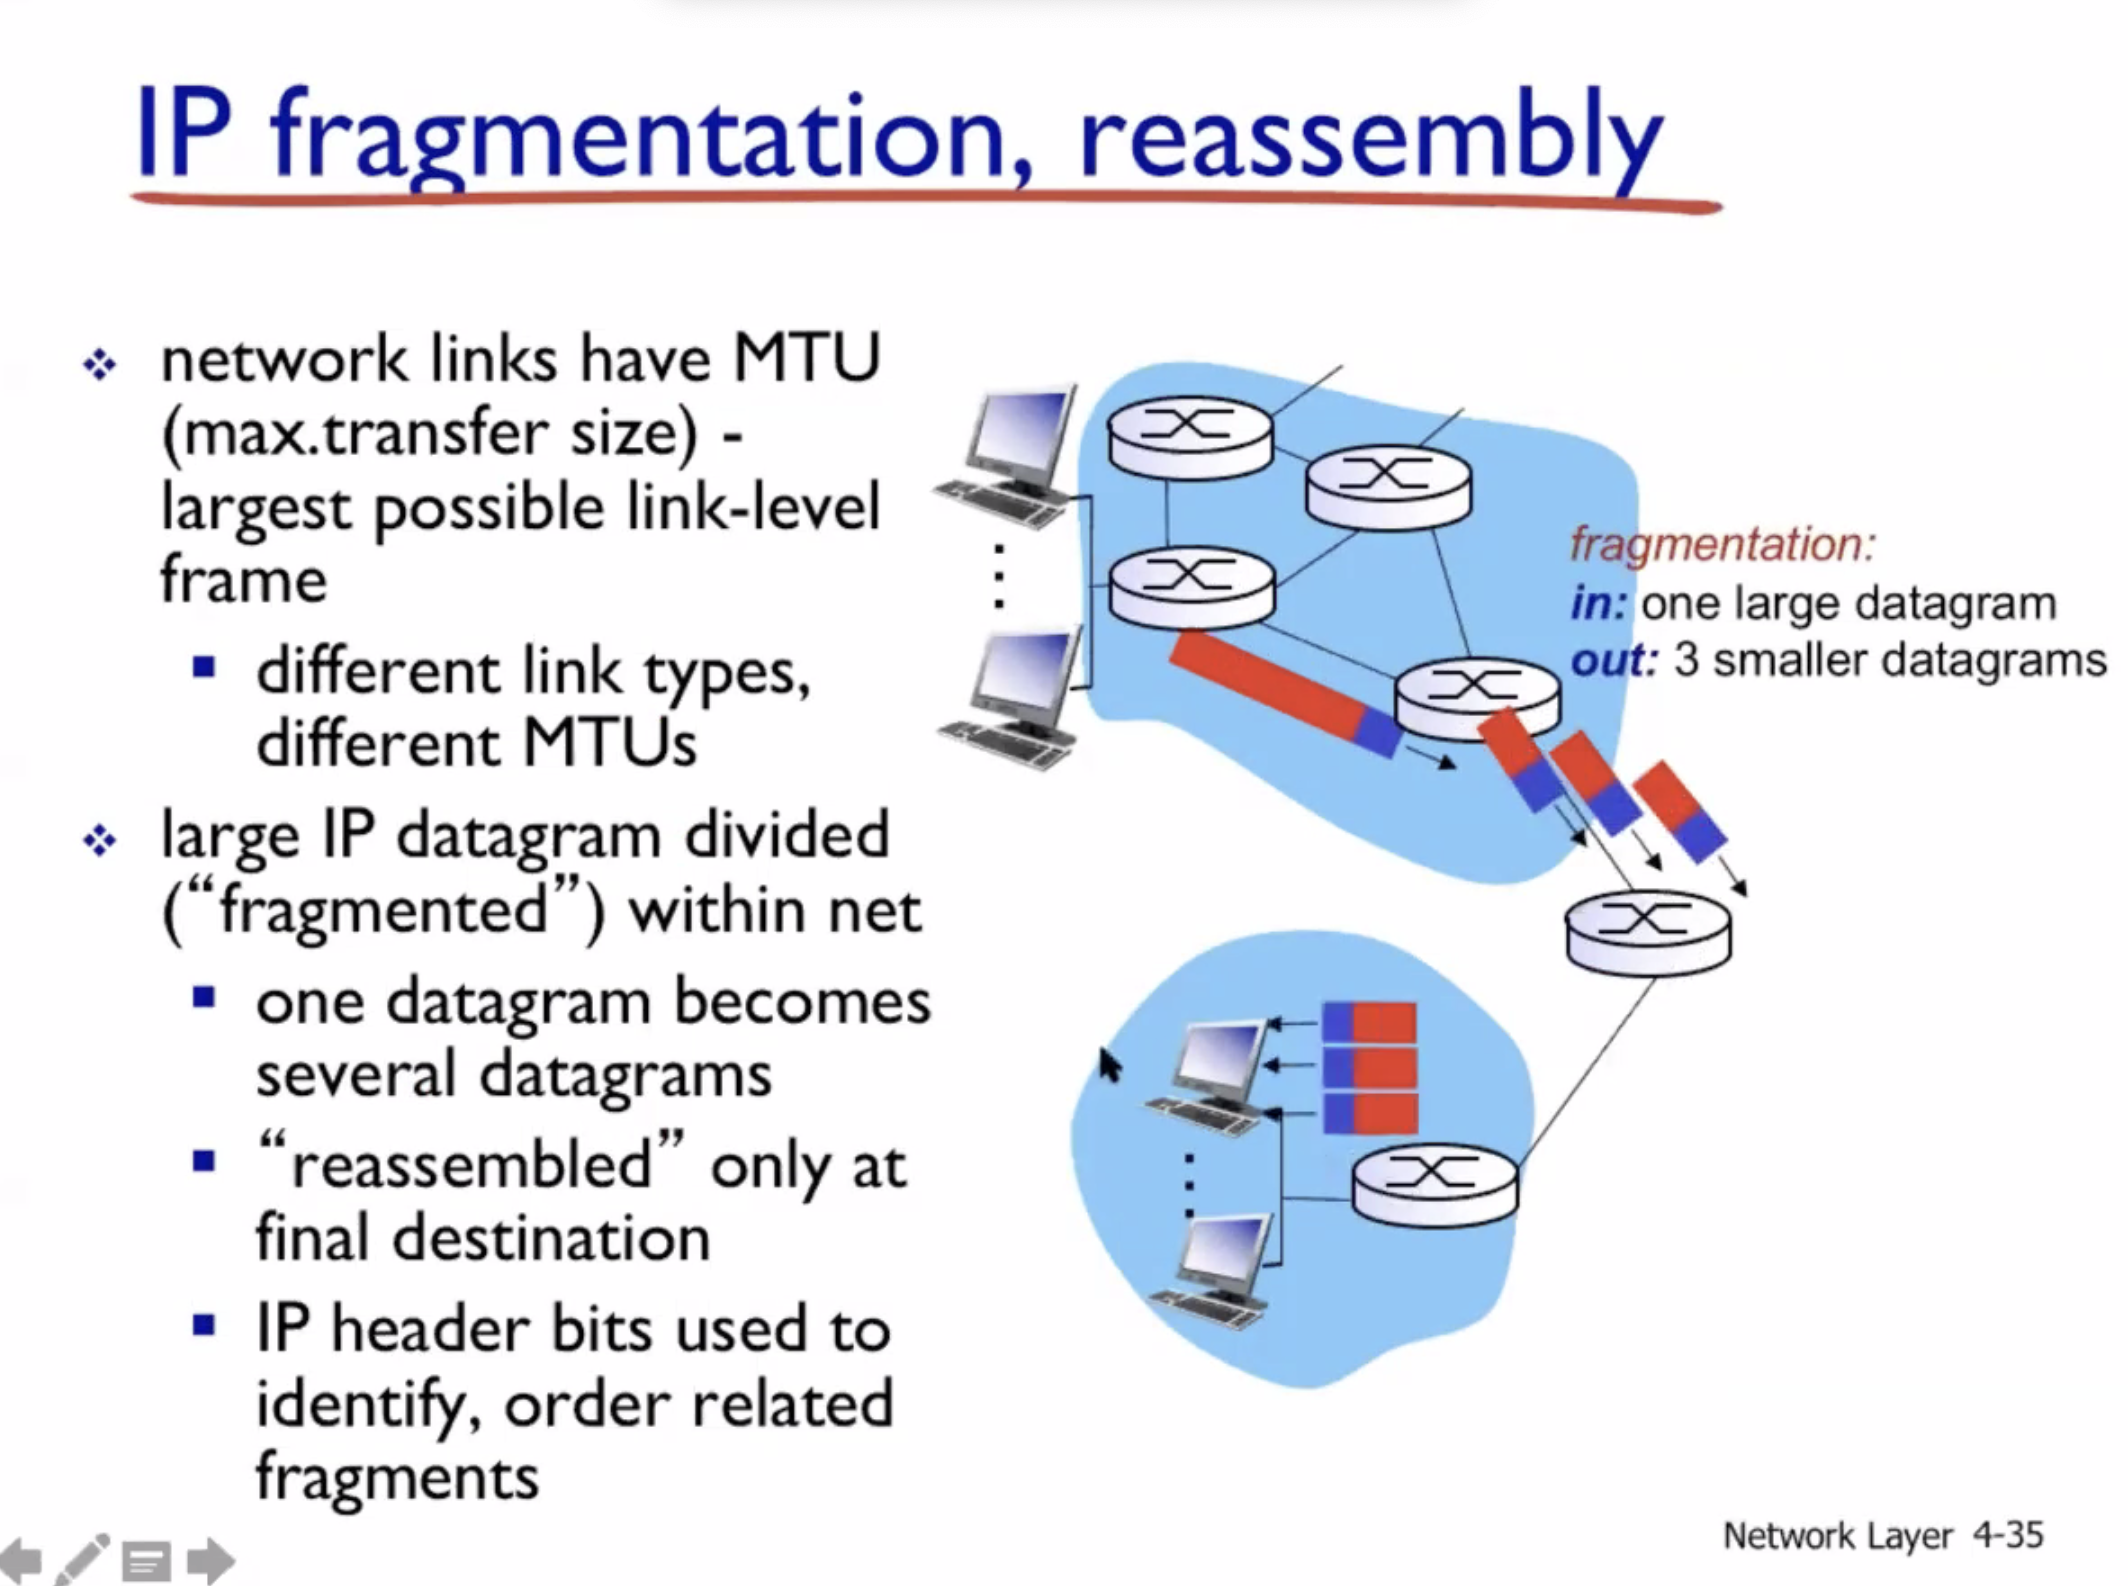 IP fragmentation, reassembly
network links have MTU
(max.transfer size) -
largest possible link-level
frame
different link types,
different MTUs
large IP datagram divided
(“fragmented”) within net
one datagram becomes
several datagrams
“reassembled” only at
final destination
IP header bits used to
identify, order related
fragments
fragmentation:
in: one large datagram
out: 3 smaller datagrams
Network Layer 4-35